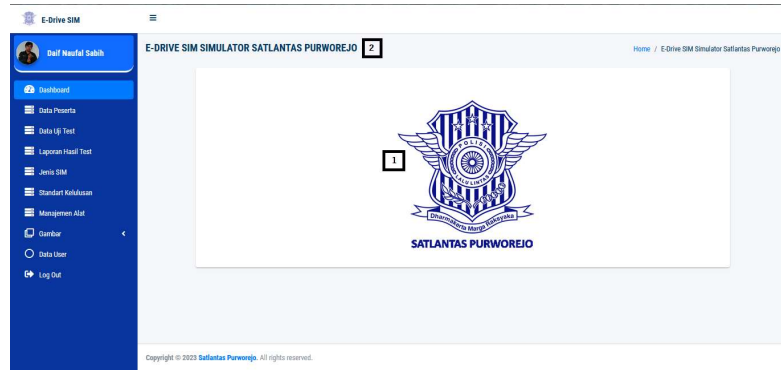 E-Drive SIM
Daif Naufal Sabih
Dashboard
Data Peserta
Data Uji Test
Laporan Hasil Test
Jenis SIM
Standart Kelulusan
Manajemen Alat
Gambar
Data User
Log Out
E-DRIVE SIM SIMULATOR SATLANTAS PURWOREJO 2
Home / E-Drive SIM Simulator Satlantas Purworejo
1
POLISI
LALU LINTAS
Dharmakerta Marga Raksyaka
SATLANTAS PURWOREJO
Copyright © 2023 Satlantas Purworejo. All rights reserved.